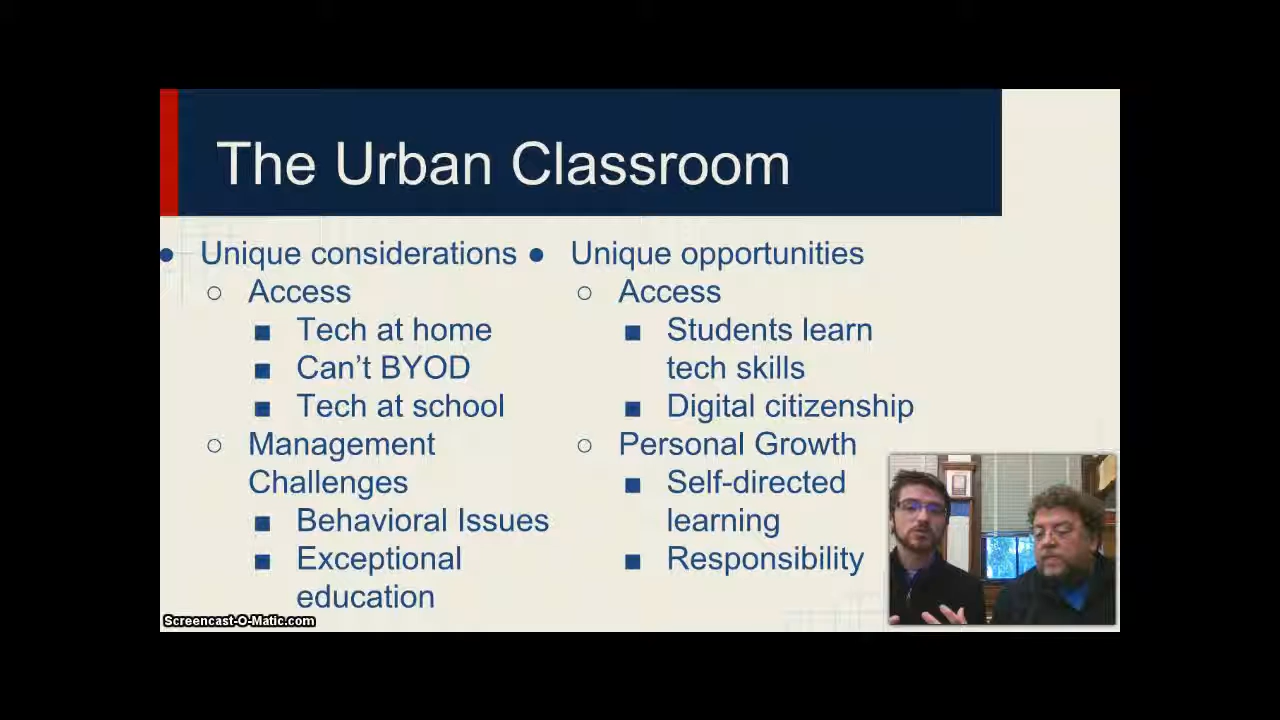 The Urban Classroom
● Unique considerations
○ Access
■ Tech at home
■ Can't BYOD
■ Tech at school
○ Management
Challenges
■ Behavioral Issues
■ Exceptional
education
● Unique opportunities
○ Access
■ Students learn
tech skills
■ Digital citizenship
○ Personal Growth
■ Self-directed
learning
■ Responsibility
Screencast-O-Matic.com